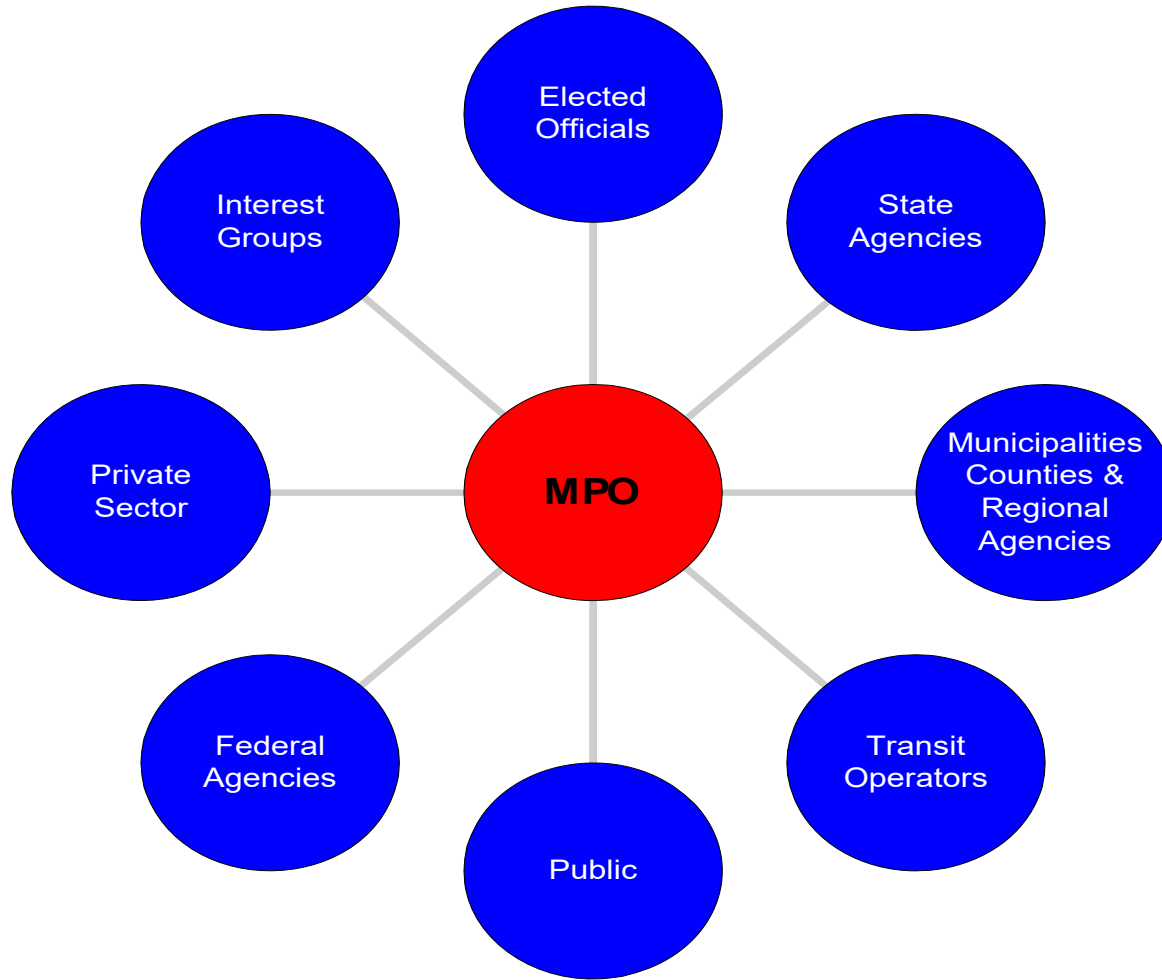 Elected
Officials
Interest
Groups
State
Agencies
Private
Sector
MPO
Municipalities
Counties &
Regional
Agencies
Federal
Agencies
Transit
Operators
Public